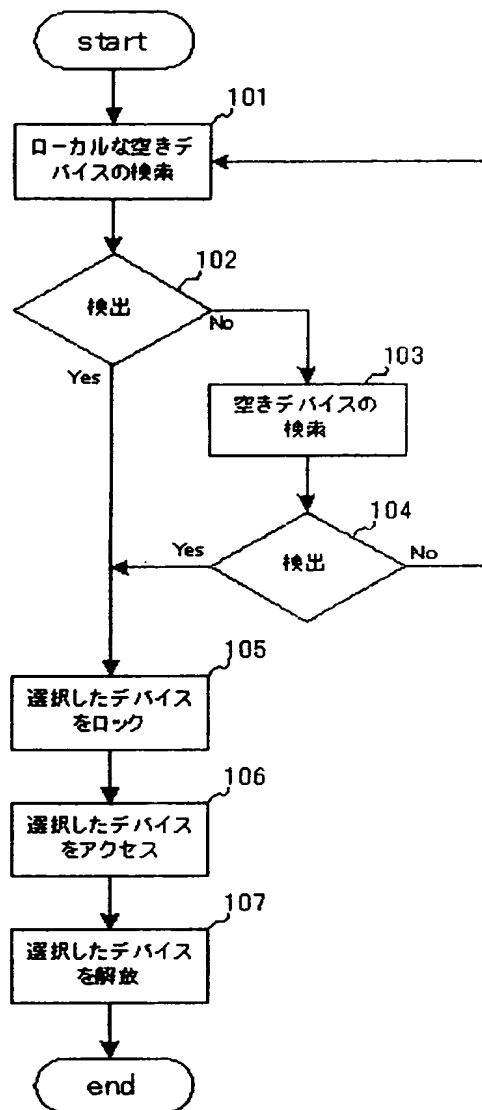 start
101
ローカルな空きデ
バイスの検索
102
検出
No
Yes
103
空きデバイスの
検索
104
検出
Yes
No
105
選択したデバイス
をロック
106
選択したデバイス
をアクセス
107
選択したデバイス
を解放
end